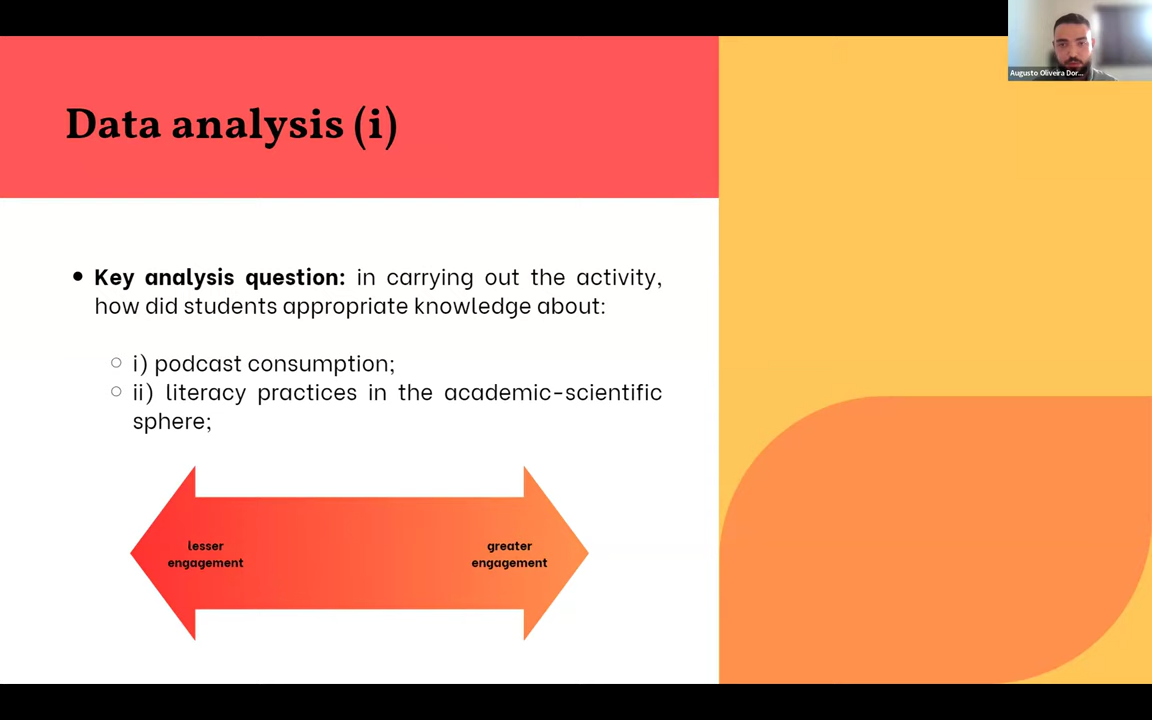 Augusto Oliveira Dor...
Data analysis (i)
Key analysis question: in carrying out the activity,
how did students appropriate knowledge about:
i) podcast consumption;
ii) literacy practices in the academic-scientific
sphere;
lesser
engagement
greater
engagement